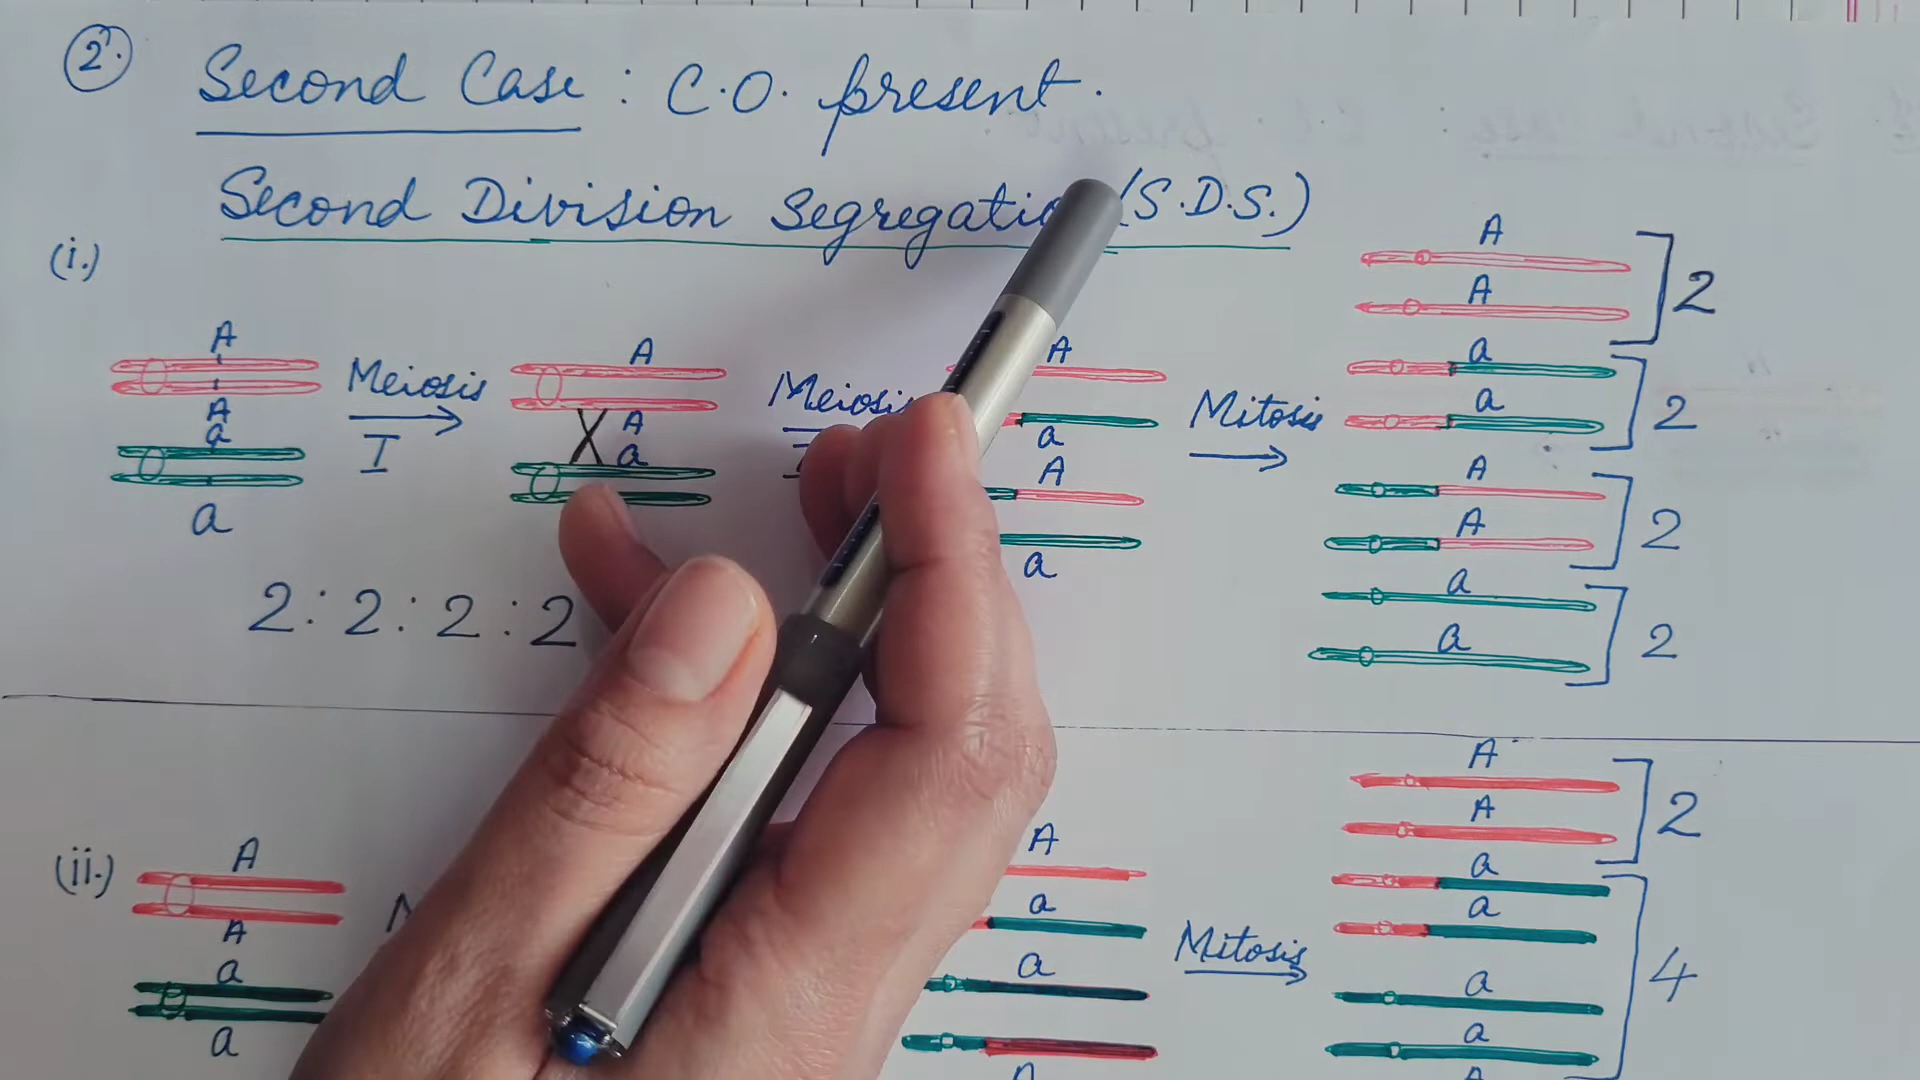 2.
Second Case : C.O. present.
Second Division Segregatio (S.D.S.)
(i.)
A
A
a
a
Meiosis
I
A
A
a
Meiosis
A
a
A
a
Mitosis
A
A
a
a
A
A
a
a
2
2
2
2
2 : 2 : 2 : 2
(ii.)
A
A
a
a
A
a
a
A
Mitosis
A
A
a
a
a
a
A
2
4